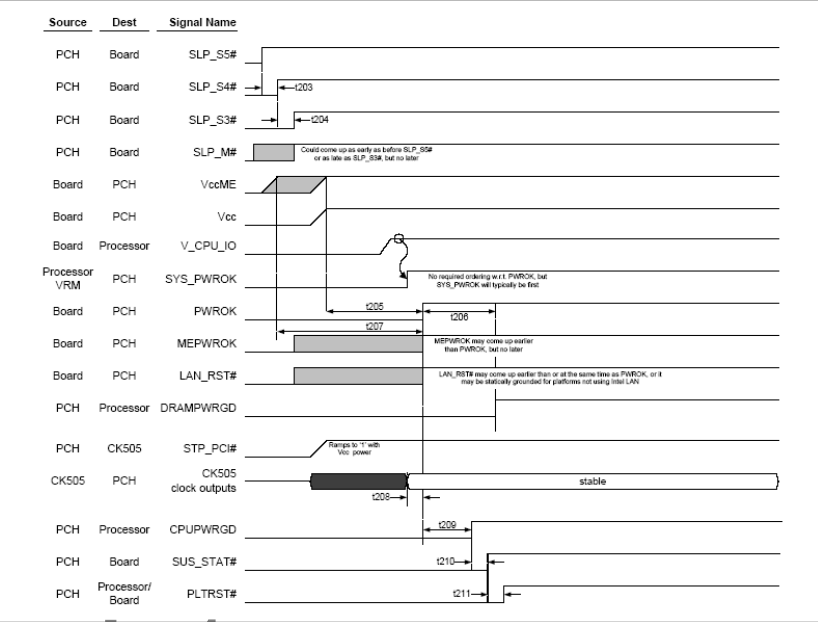 Source Dest Signal Name
PCH Board SLP_S5#
PCH Board SLP_S4# t203
PCH Board SLP_S3# t204
PCH Board SLP_M# Could come up as early as before SLP_S5#
or as late as SLP_S3#, but no later
Board PCH VccME
Board PCH Vcc
Board Processor V_CPU_IO
Processor
VRM PCH SYS_PWROK No required ordering w.r.t. PWROK, but
SYS_PWROK will typically be first
Board PCH PWROK t205 t206
t207
Board PCH MEPWROK MEPWROK may come up earlier
than PWROK, but no later
Board PCH LAN_RST# LAN_RST# may come up earlier than or at the same time as PWROK, or it
may be statically grounded for platforms not using Intel LAN
PCH Processor DRAMPWRGD
PCH CK505 STP_PCI# Ramps to '1' with
Vcc power
CK505 PCH CK505
clock outputs stable
t208
PCH Processor CPUPWRGD t209
PCH Board SUS_STAT# t210
PCH Processor/
Board PLTRST# t211